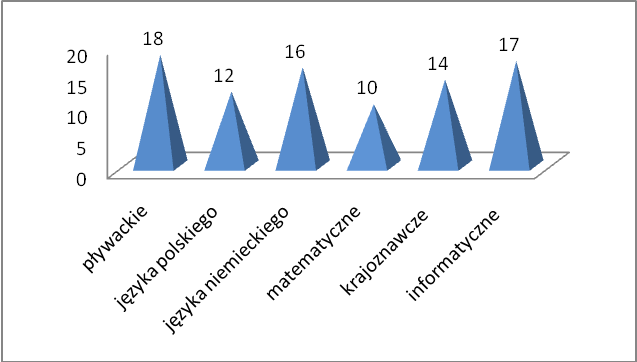 18
12
16
10
14
17
20
15
10
5
0
pływackie
języka polskiego
języka niemieckiego
matematyczne
krajoznawcze
informatyczne